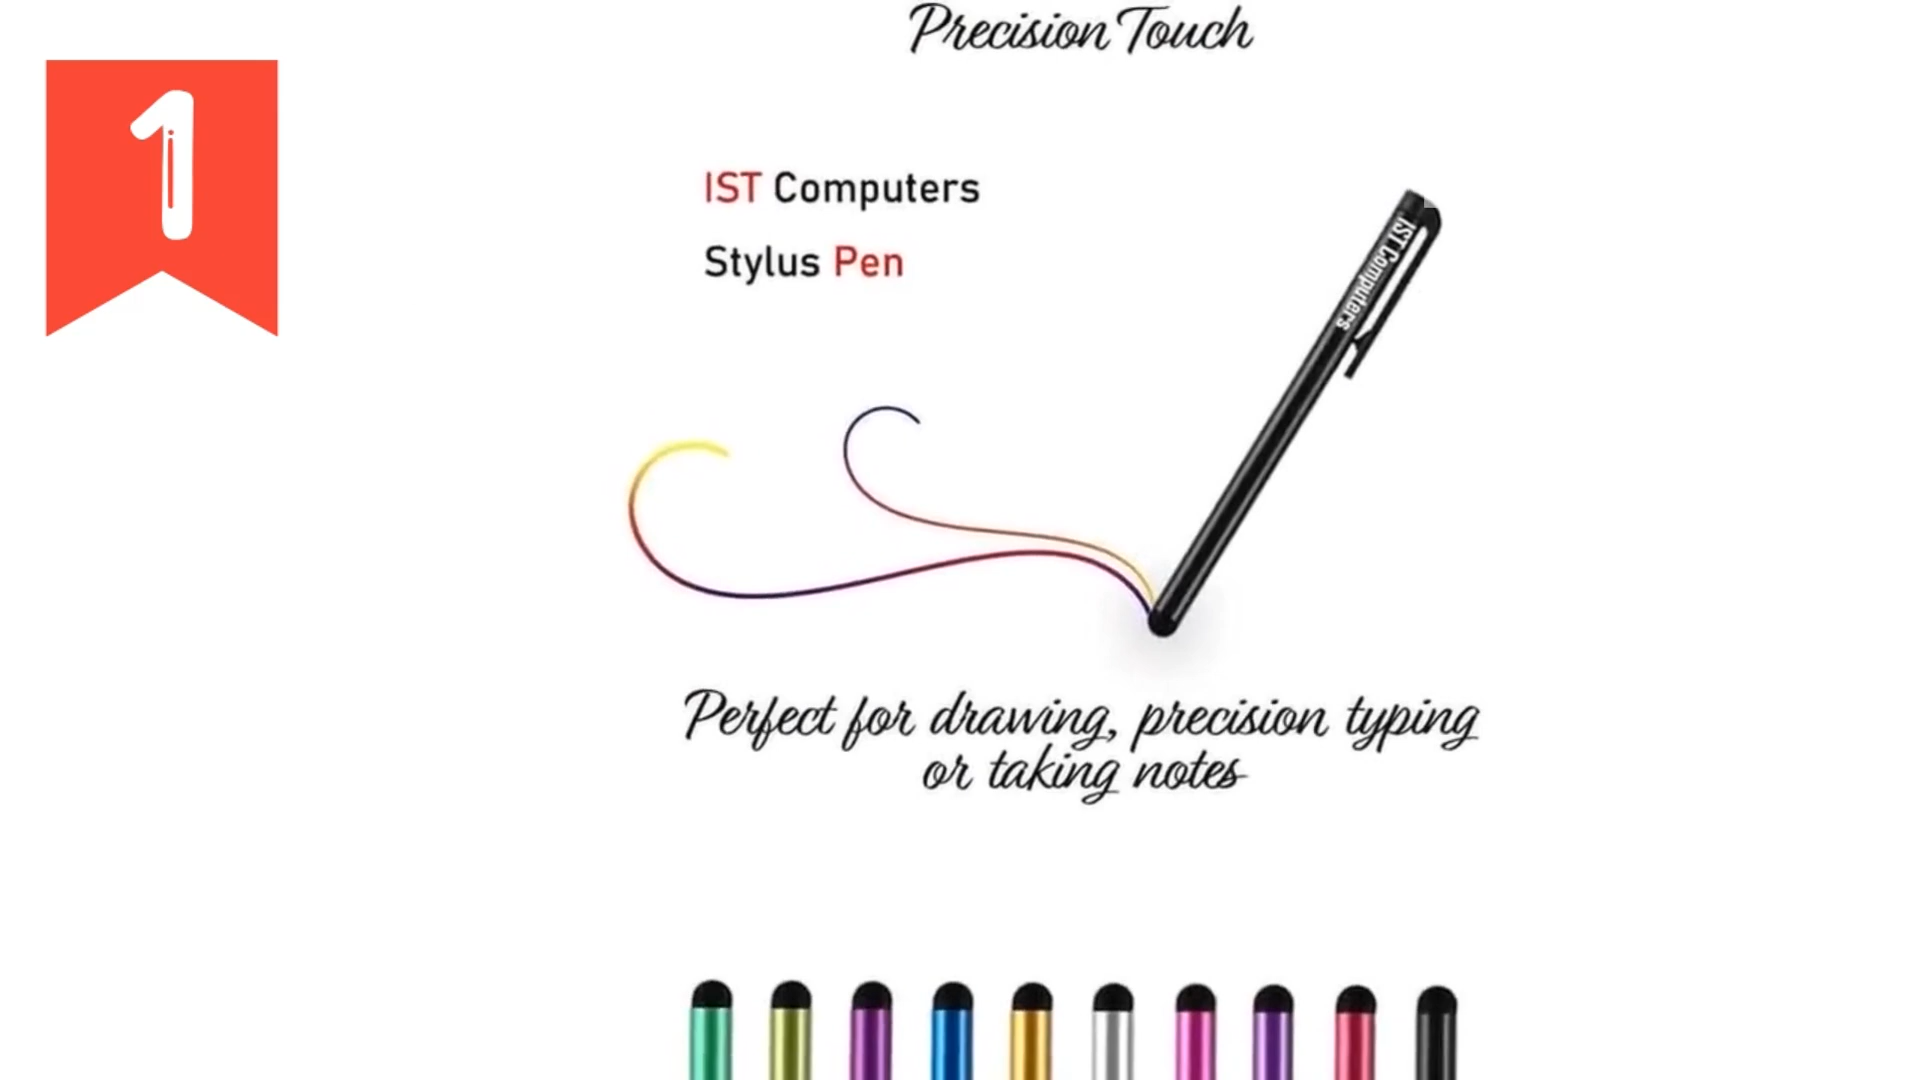 Precision Touch
1
IST Computers
Stylus Pen
IST Computers
Perfect for drawing, precision typing
or taking notes